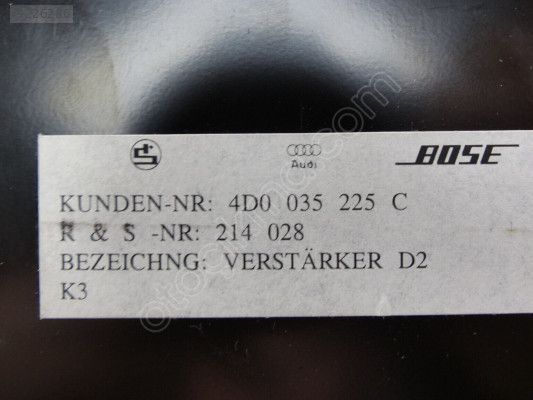 Audi BOSE
KUNDEN-NR: 4D0 035 225 C
R & S -NR: 214 028
BEZEICHNG: VERSTÄRKER D2
K3